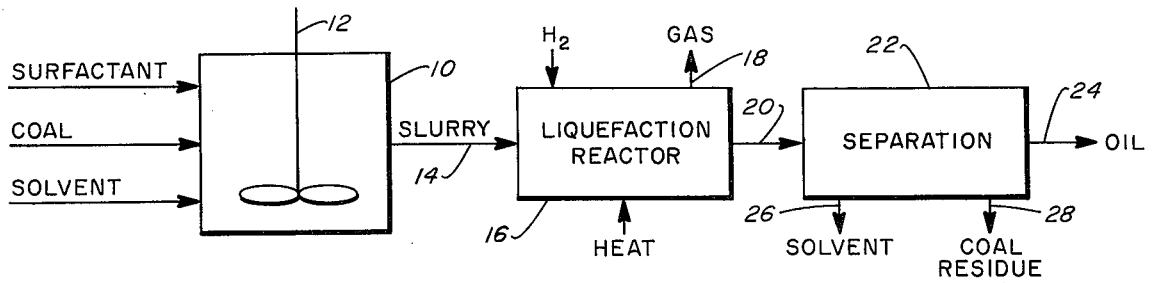 12
10
SURFACTANT
COAL
SOLVENT
SLURRY
14
H2
GAS
18
LIQUEFACTION
REACTOR
16
HEAT
20
22
SEPARATION
24
OIL
26
SOLVENT
28
COAL
RESIDUE